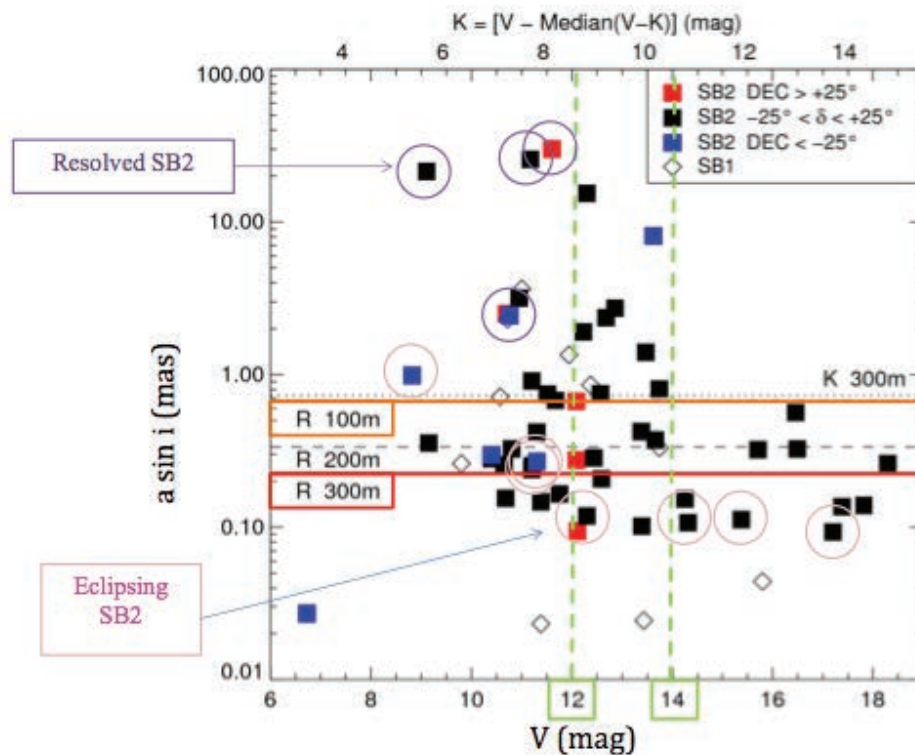 K = [V − Median(V−K)] (mag)
4 6 8 10 12 14
100.00
10.00
1.00
0.10
0.01
a sin i (mas)
SB2 DEC > +25°
SB2 −25° < δ < +25°
SB2 DEC < −25°
SB1
Resolved SB2
K 300m
R 100m
R 200m
R 300m
Eclipsing
SB2
6 8 10 12 14 16 18
V (mag)